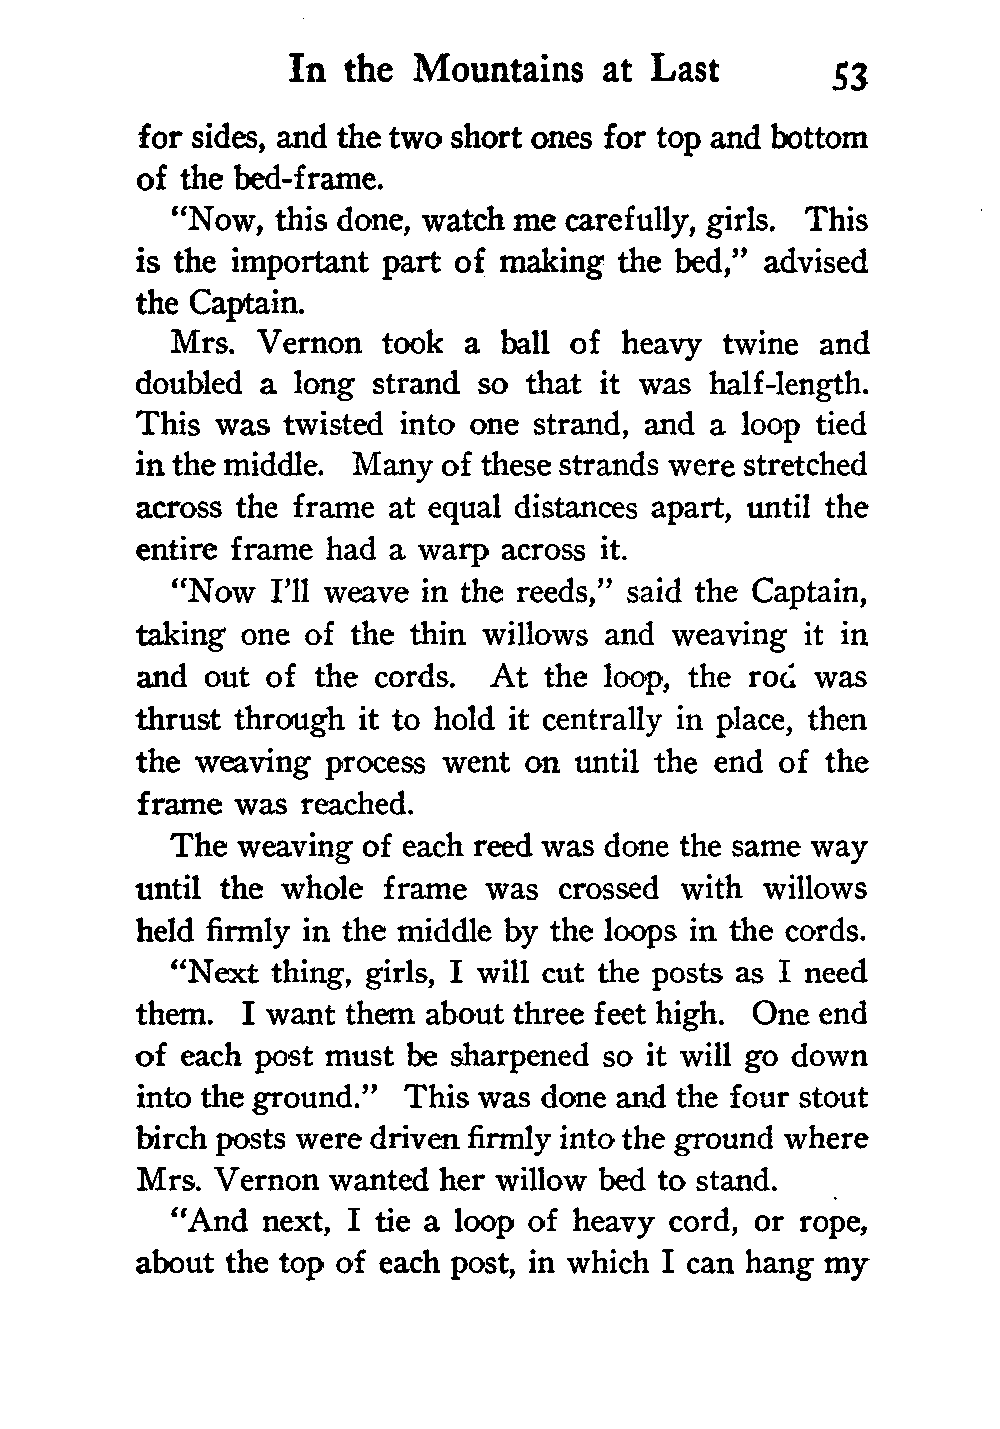 In the Mountains at Last 53
for sides, and the two short ones for top and bottom
of the bed-frame.
“Now, this done, watch me carefully, girls. This
is the important part of making the bed,” advised
the Captain.
Mrs. Vernon took a ball of heavy twine and
doubled a long strand so that it was half-length.
This was twisted into one strand, and a loop tied
in the middle. Many of these strands were stretched
across the frame at equal distances apart, until the
entire frame had a warp across it.
“Now I’ll weave in the reeds,” said the Captain,
taking one of the thin willows and weaving it in
and out of the cords. At the loop, the rod was
thrust through it to hold it centrally in place, then
the weaving process went on until the end of the
frame was reached.
The weaving of each reed was done the same way
until the whole frame was crossed with willows
held firmly in the middle by the loops in the cords.
“Next thing, girls, I will cut the posts as I need
them. I want them about three feet high. One end
of each post must be sharpened so it will go down
into the ground.” This was done and the four stout
birch posts were driven firmly into the ground where
Mrs. Vernon wanted her willow bed to stand.
“And next, I tie a loop of heavy cord, or rope,
about the top of each post, in which I can hang my